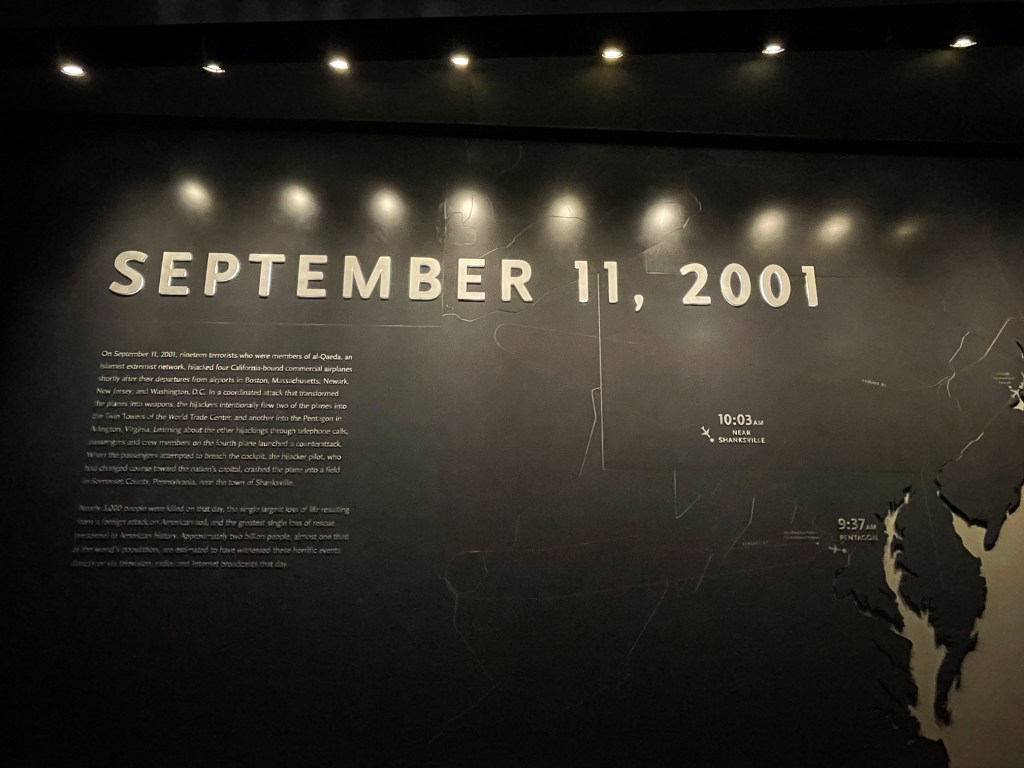 SEPTEMBER 11, 2001
On September 11, 2001, nineteen terrorists who were members of al-Qaeda, an
Islamist extremist network, hijacked four California-bound commercial airplanes
shortly after their departures from airports in Boston, Massachusetts; Newark,
New Jersey; and Washington, D.C. In a coordinated attack that transformed
the planes into weapons, the hijackers intentionally flew two of the planes into
the Twin Towers of the World Trade Center, and another into the Pentagon in
Arlington, Virginia. Learning about the other hijackings through telephone calls,
passengers and crew members on the fourth plane launched a counterattack.
When the passengers attempted to breach the cockpit, the hijacker pilot, who
had changed course toward the nation's capital, crashed the plane into a field
in Somerset County, Pennsylvania, near the town of Shanksville.
Nearly 3,000 people were killed on that day, the single largest loss of life resulting
from a foreign attack on American soil, and the greatest single loss of rescue
personnel in American history. Approximately two billion people, almost one third
of the world's population, are estimated to have witnessed these horrific events
directly or via television, radio, and Internet broadcasts that day.
10:03 AM
NEAR
SHANKSVILLE
9:37 AM
PENTAGON